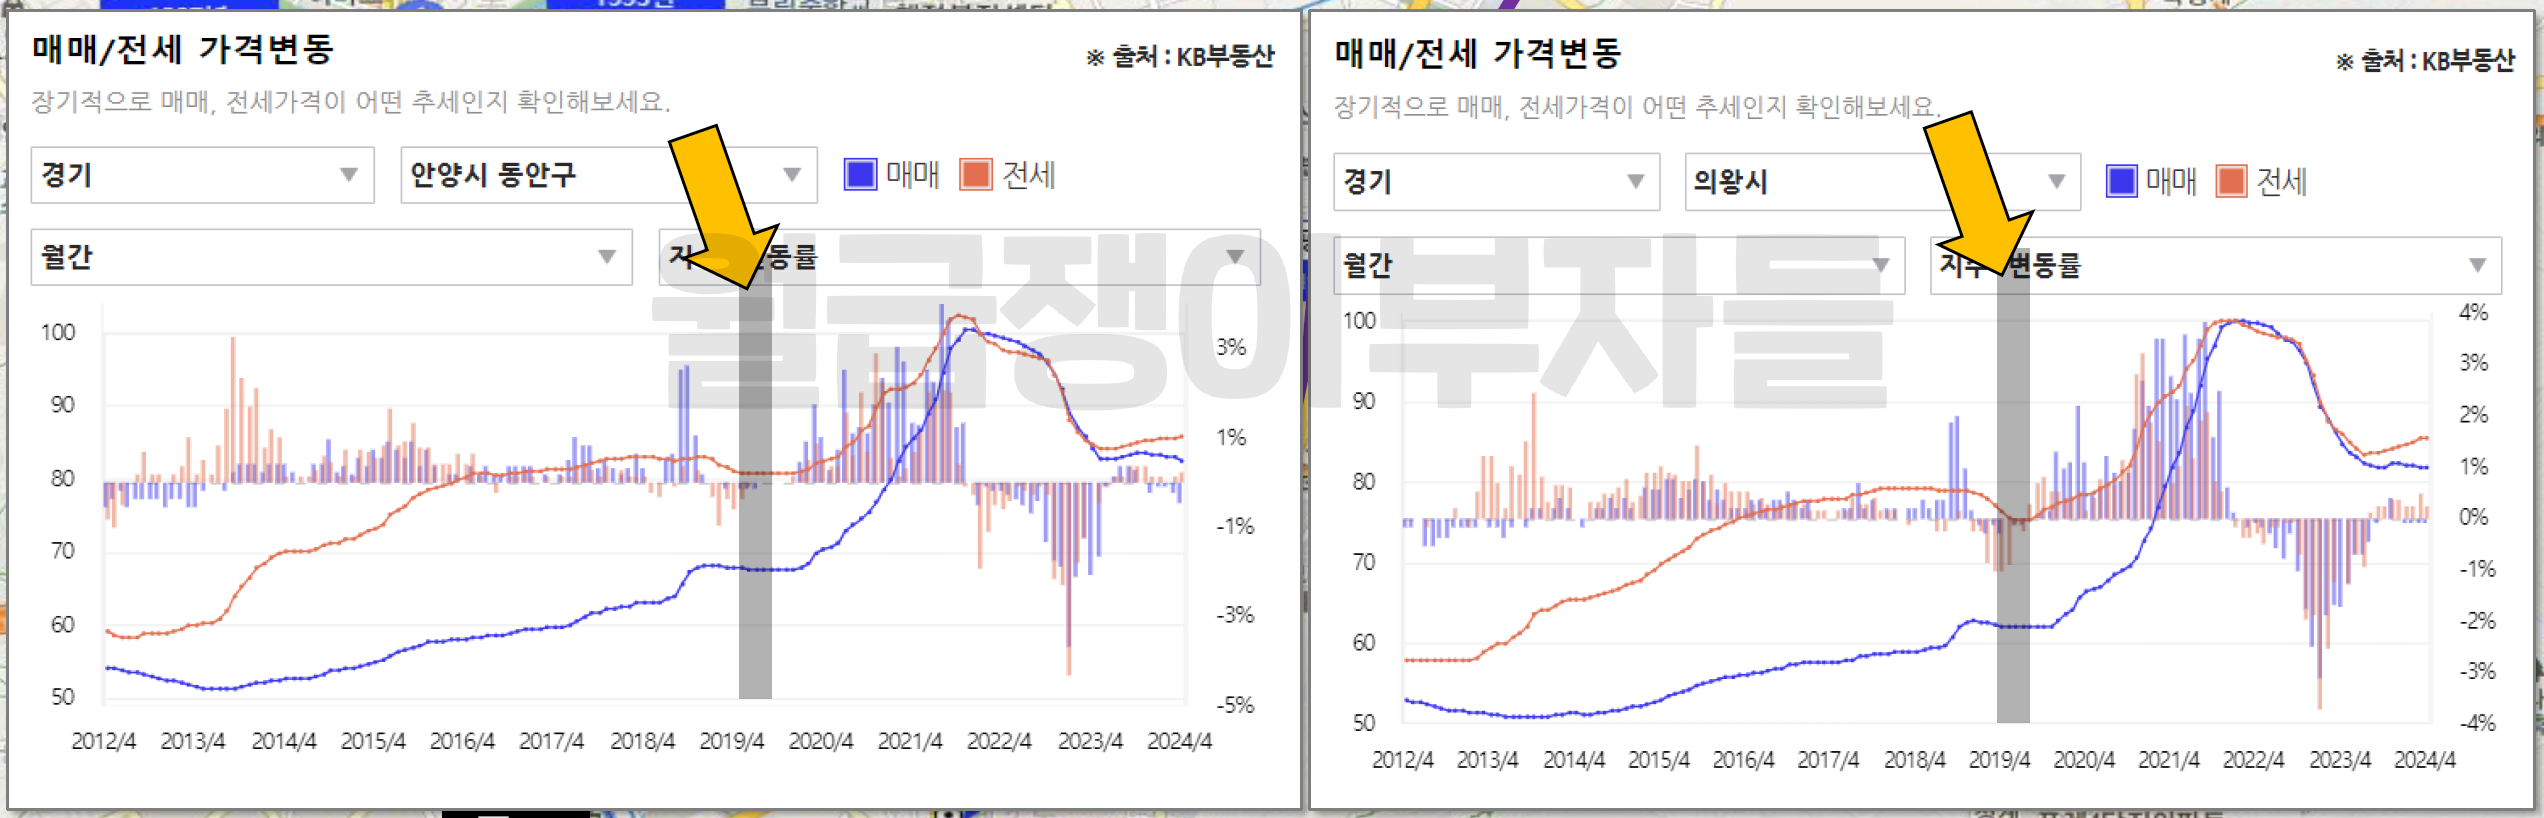 매매/전세 가격변동
※ 출처 : KB부동산
장기적으로 매매, 전세가격이 어떤 추세인지 확인해보세요.
경기
안양시 동안구
매매
전세
월간
지 동률
100
90
80
70
60
50
3%
1%
-1%
-3%
-5%
2012/4 2013/4 2014/4 2015/4 2016/4 2017/4 2018/4 2019/4 2020/4 2021/4 2022/4 2023/4 2024/4
매매/전세 가격변동
※ 출처 : KB부동산
장기적으로 매매, 전세가격이 어떤 추세인지 확인해보세요.
경기
의왕시
매매
전세
월간
지수 변동률
100
90
80
70
60
50
4%
3%
2%
1%
0%
-1%
-2%
-3%
-4%
2012/4 2013/4 2014/4 2015/4 2016/4 2017/4 2018/4 2019/4 2020/4 2021/4 2022/4 2023/4 2024/4
월급쟁이부자들